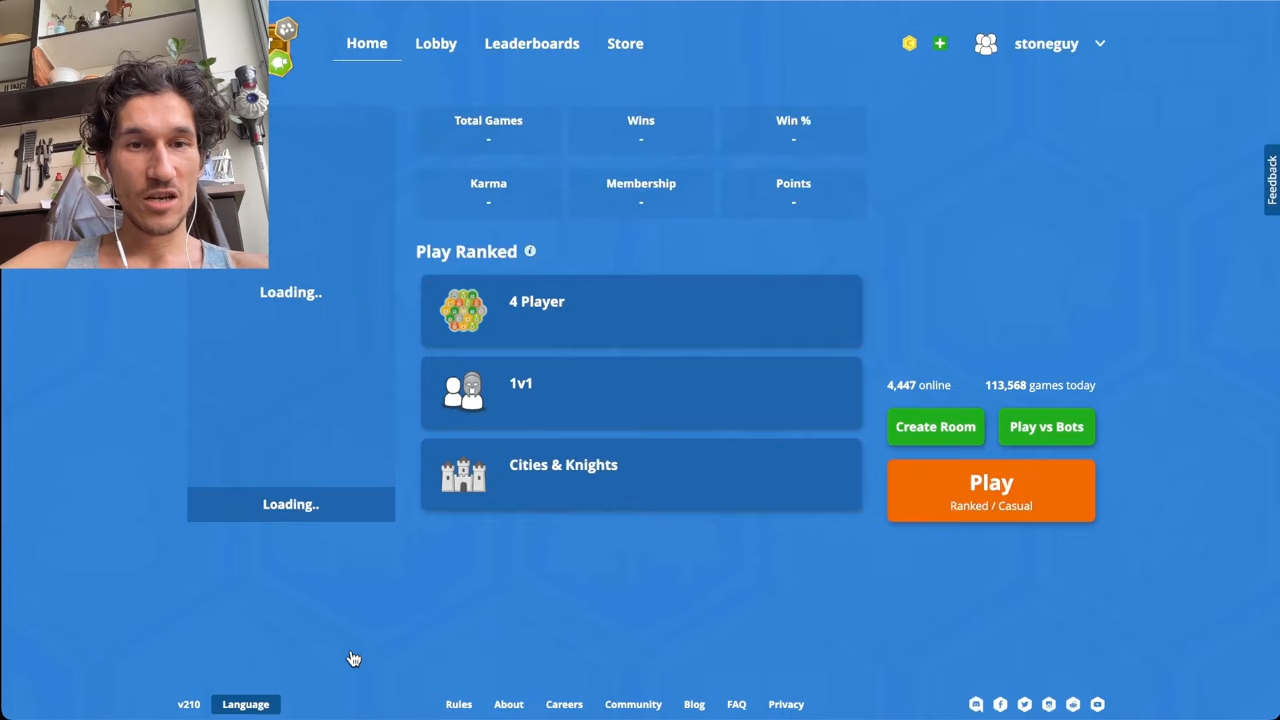 Home
Lobby
Leaderboards
Store
stoneguy
Total Games
-
Wins
-
Win %
-
Karma
-
Membership
-
Points
-
Feedback
Play Ranked
Loading..
4 Player
1v1
4,447 online
113,568 games today
Create Room
Play vs Bots
Cities & Knights
Play
Ranked / Casual
Loading..
v210
Language
Rules
About
Careers
Community
Blog
FAQ
Privacy